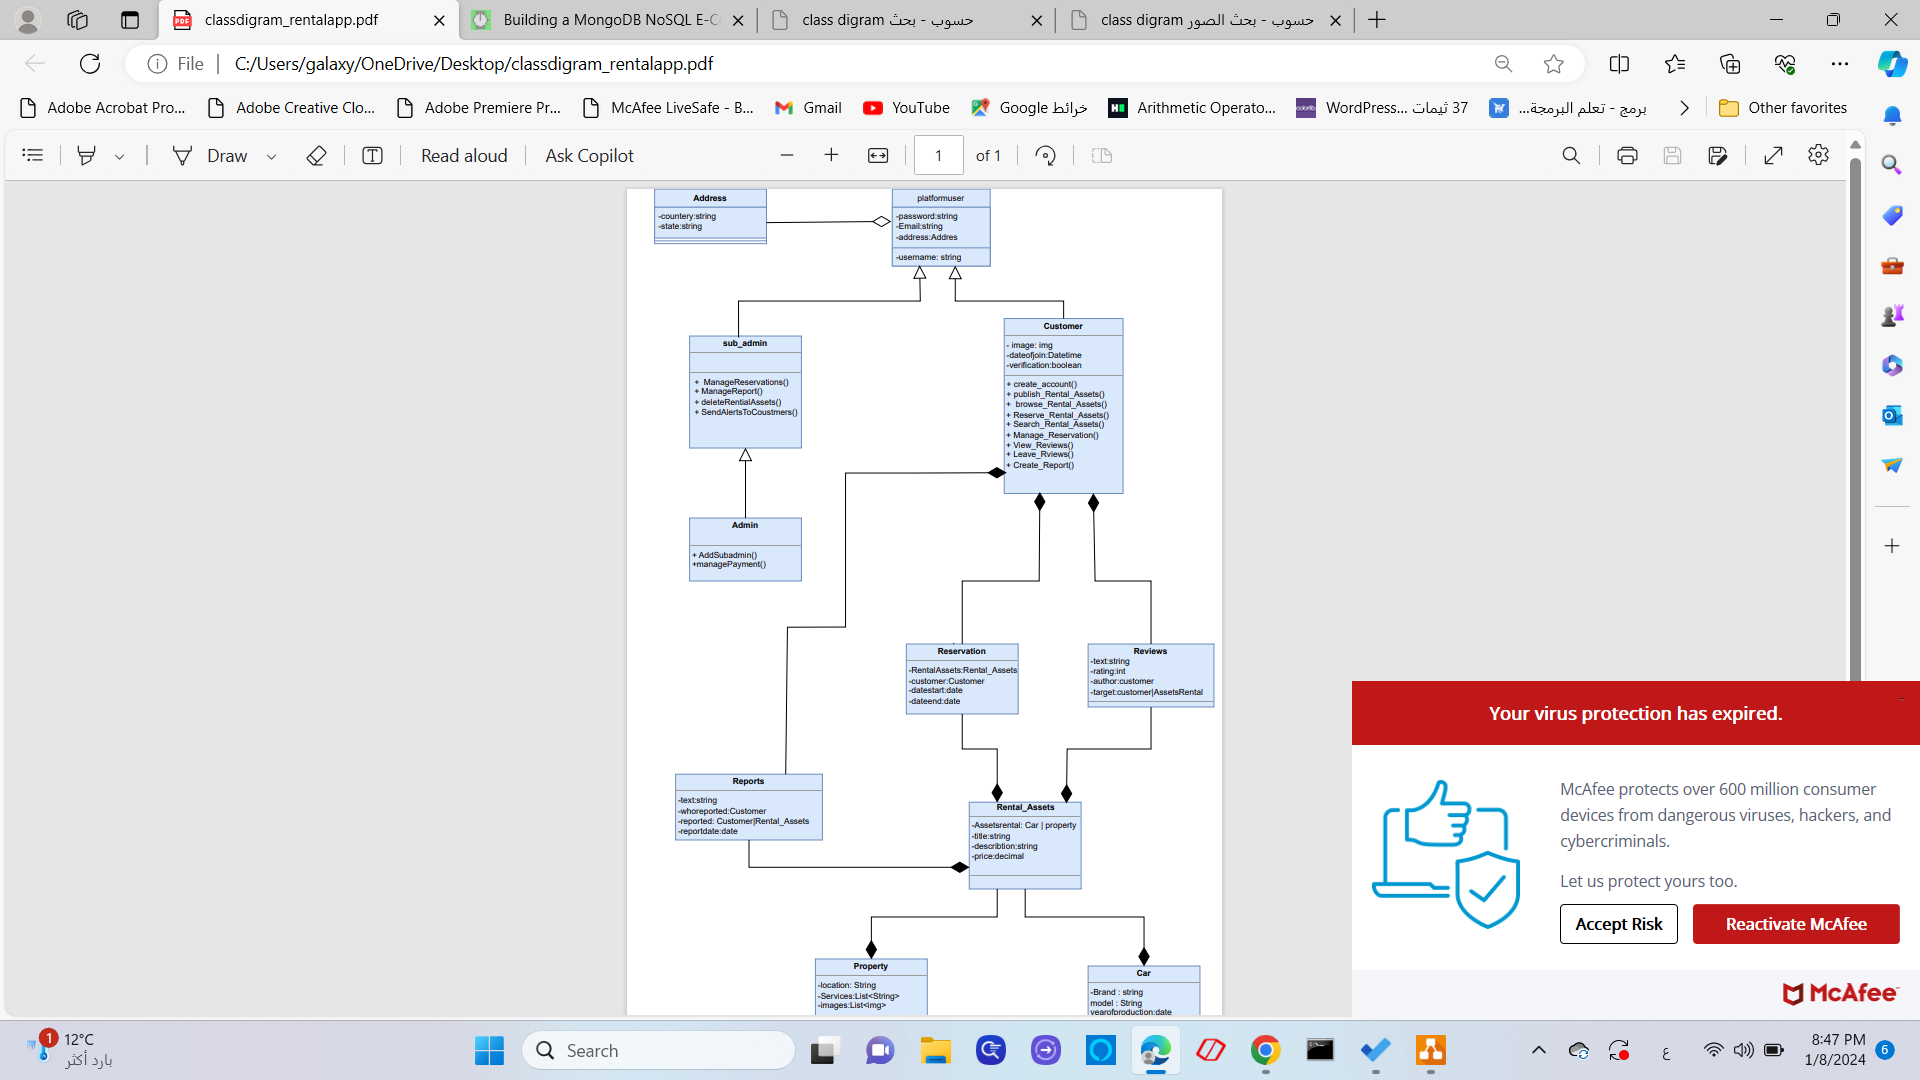 classdigram_rentalapp.pdf
Building a MongoDB NoSQL E-Co
class digram حسوب - بحث
class digram حسوب - بحث الصور
File
C:/Users/galaxy/OneDrive/Desktop/classdigram_rentalapp.pdf
Adobe Acrobat Pro...
Adobe Creative Clo...
Adobe Premiere Pr...
McAfee LiveSafe - B...
Gmail
YouTube
خرائط Google
Arithmetic Operato...
37 ثيمات WordPress...
برمج - تعلم البرمجة...
Other favorites
Draw
Read aloud
Ask Copilot
1
of 1
Address
-countery:string
-state:string
platformuser
-password:string
-Email:string
-address:Addres
-username: string
sub_admin
+ ManageReservations()
+ ManageReport()
+ deleteRentialAssets()
+ SendAlertsToCoustmers()
Customer
- image: img
-dateofjoin:Datetime
-verification:boolean
+ create_account()
+ publish_Rental_Assets()
+ browse_Rental_Assets()
+ Reserve_Rental_Assets()
+ Search_Rental_Assets()
+ Manage_Reservation()
+ View_Reviews()
+ Leave_Rviews()
+ Create_Report()
Admin
+ AddSubadmin()
+managePayment()
Reservation
-RentalAssets:Rental_Assets
-customer:Customer
-datestart:date
-dateend:date
Reviews
-text:string
-rating:int
-author:customer
-target:customer|AssetsRental
Reports
-text:string
-whoreported:Customer
-reported: Customer|Rental_Assets
-reportdate:date
Rental_Assets
-Assetsrental: Car | property
-title:string
-describtion:string
-price:decimal
Property
-location: String
-Services:List<String>
-images:List<img>
Car
-Brand : string
model : String
yearofproduction:date
Your virus protection has expired.
McAfee protects over 600 million consumer
devices from dangerous viruses, hackers, and
cybercriminals.
Let us protect yours too.
Accept Risk
Reactivate McAfee
McAfee
1
12°C
بارد أكثر
Search
ع
8:47 PM
1/8/2024
6